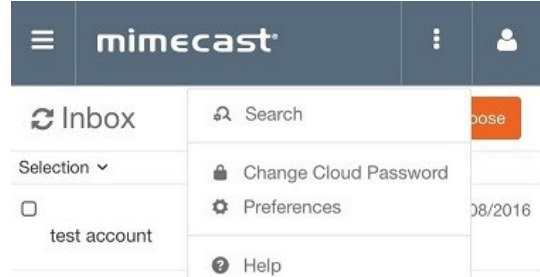 mimecast
Inbox
Search
Selection
Change Cloud Password
Preferences
08/2016
test account
Help